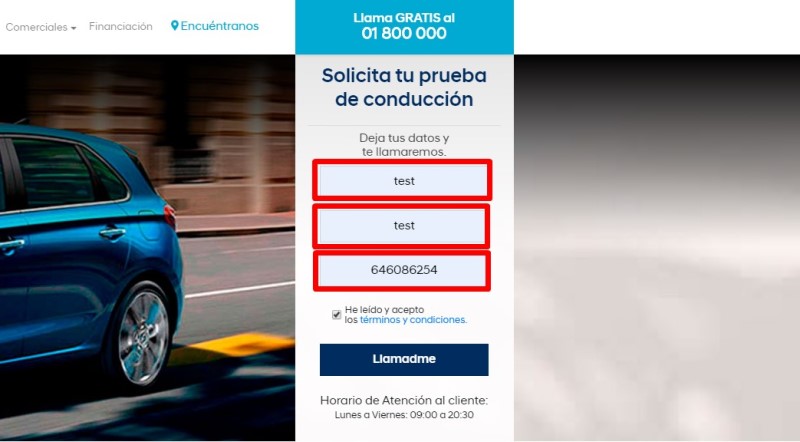 Comerciales
Financiación
Encuéntranos
Llama GRATIS al
01 800 000
Solicita tu prueba
de conducción
Deja tus datos y
te llamaremos.
test
test
646086254
He leído y acepto
los términos y condiciones.
Llamadme
Horario de Atención al cliente:
Lunes a Viernes: 09:00 a 20:30